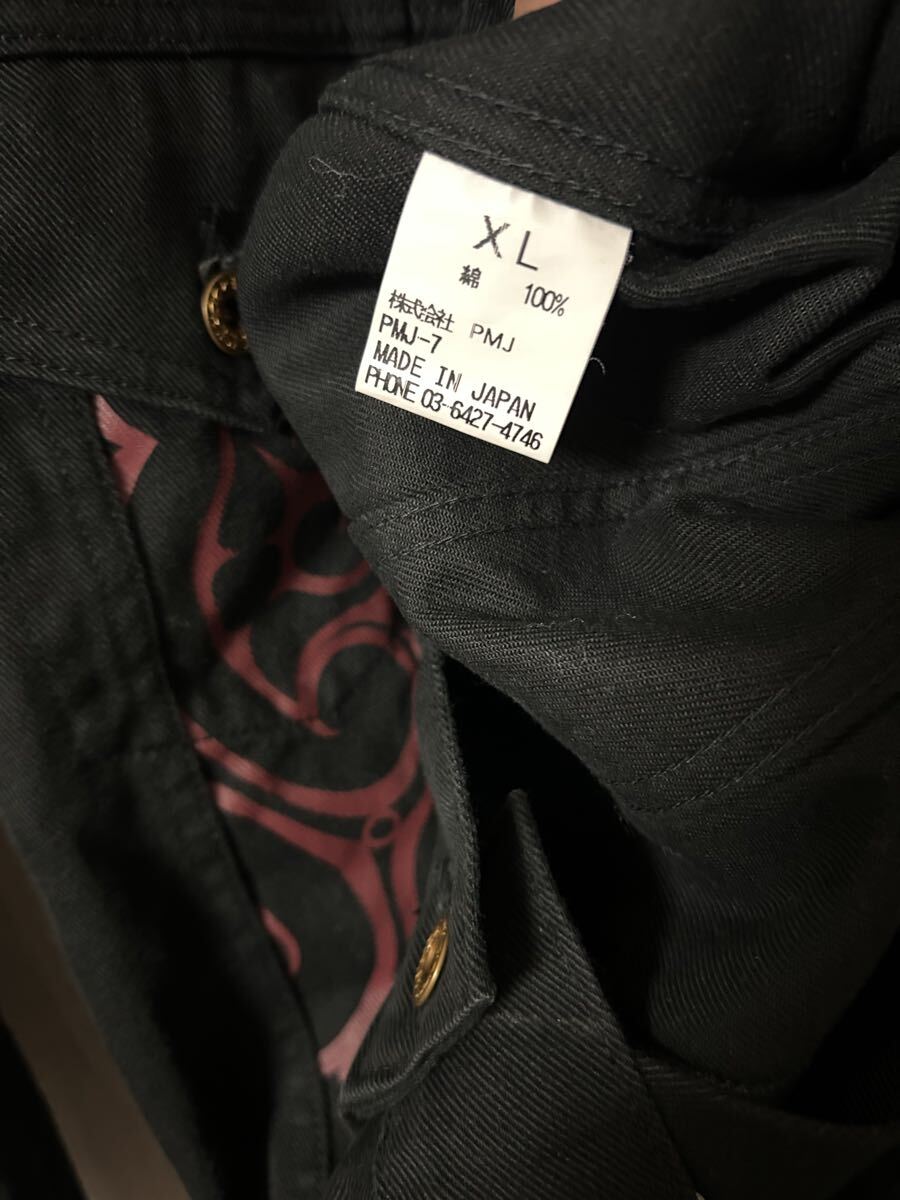 XL
綿 100%
株式会社 PMJ
PMJ-7
MADE IN JAPAN
PHONE 03-6427-4746